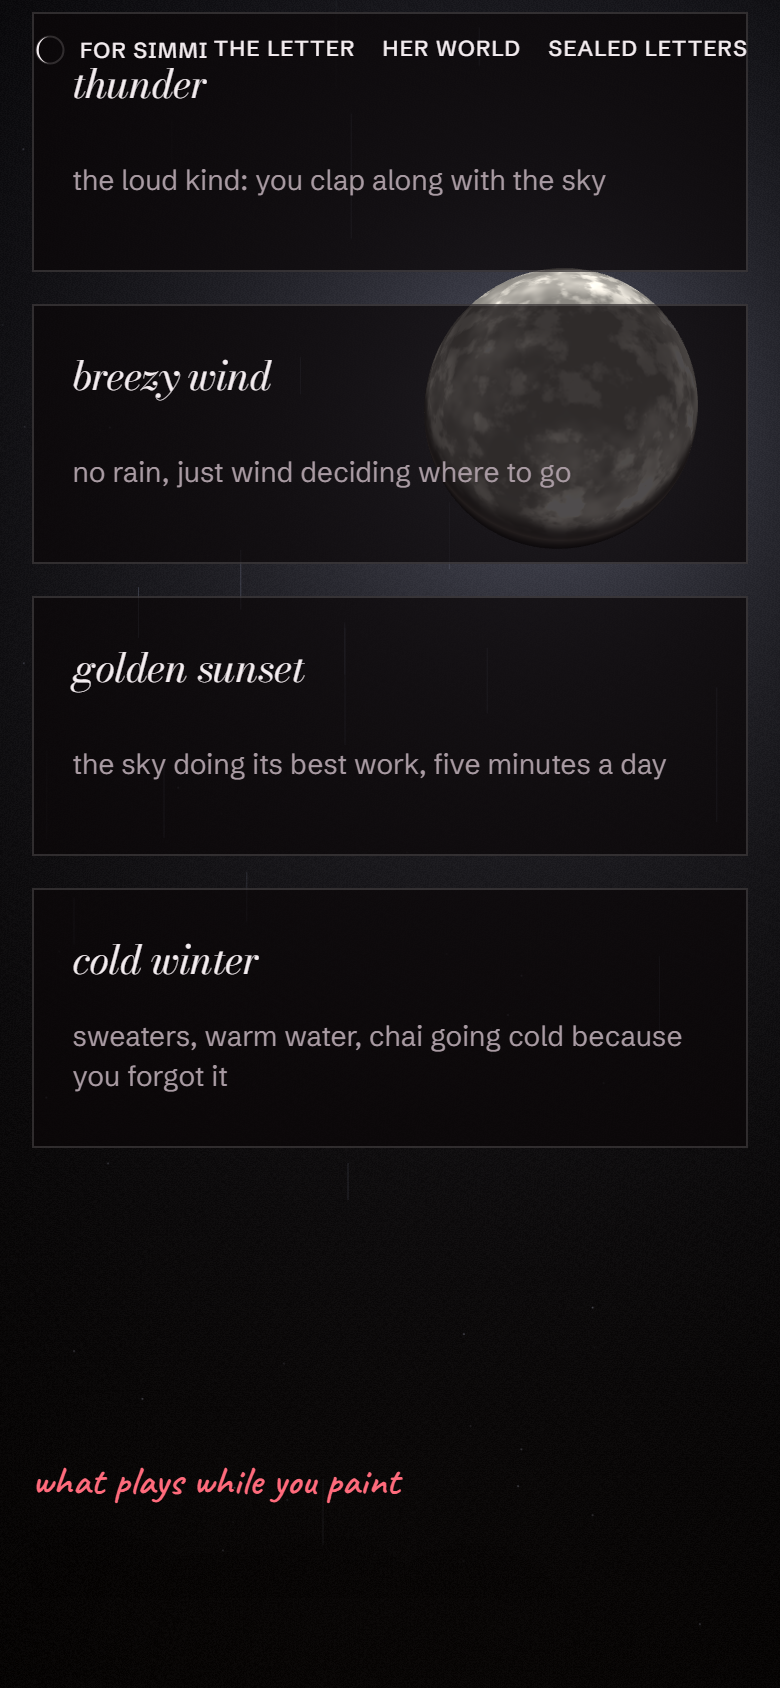 FOR SIMMI THE LETTER HER WORLD SEALED LETTERS
thunder
the loud kind: you clap along with the sky
breezy wind
no rain, just wind deciding where to go
golden sunset
the sky doing its best work, five minutes a day
cold winter
sweaters, warm water, chai going cold because
you forgot it
what plays while you paint